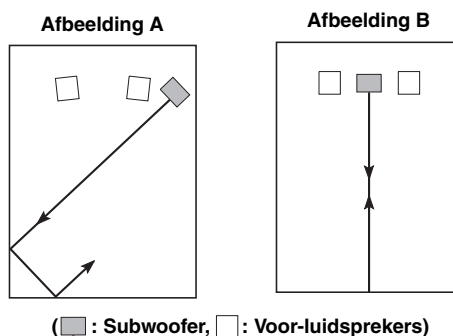 Afbeelding A
Afbeelding B
( : Subwoofer, : Voor-luidsprekers)